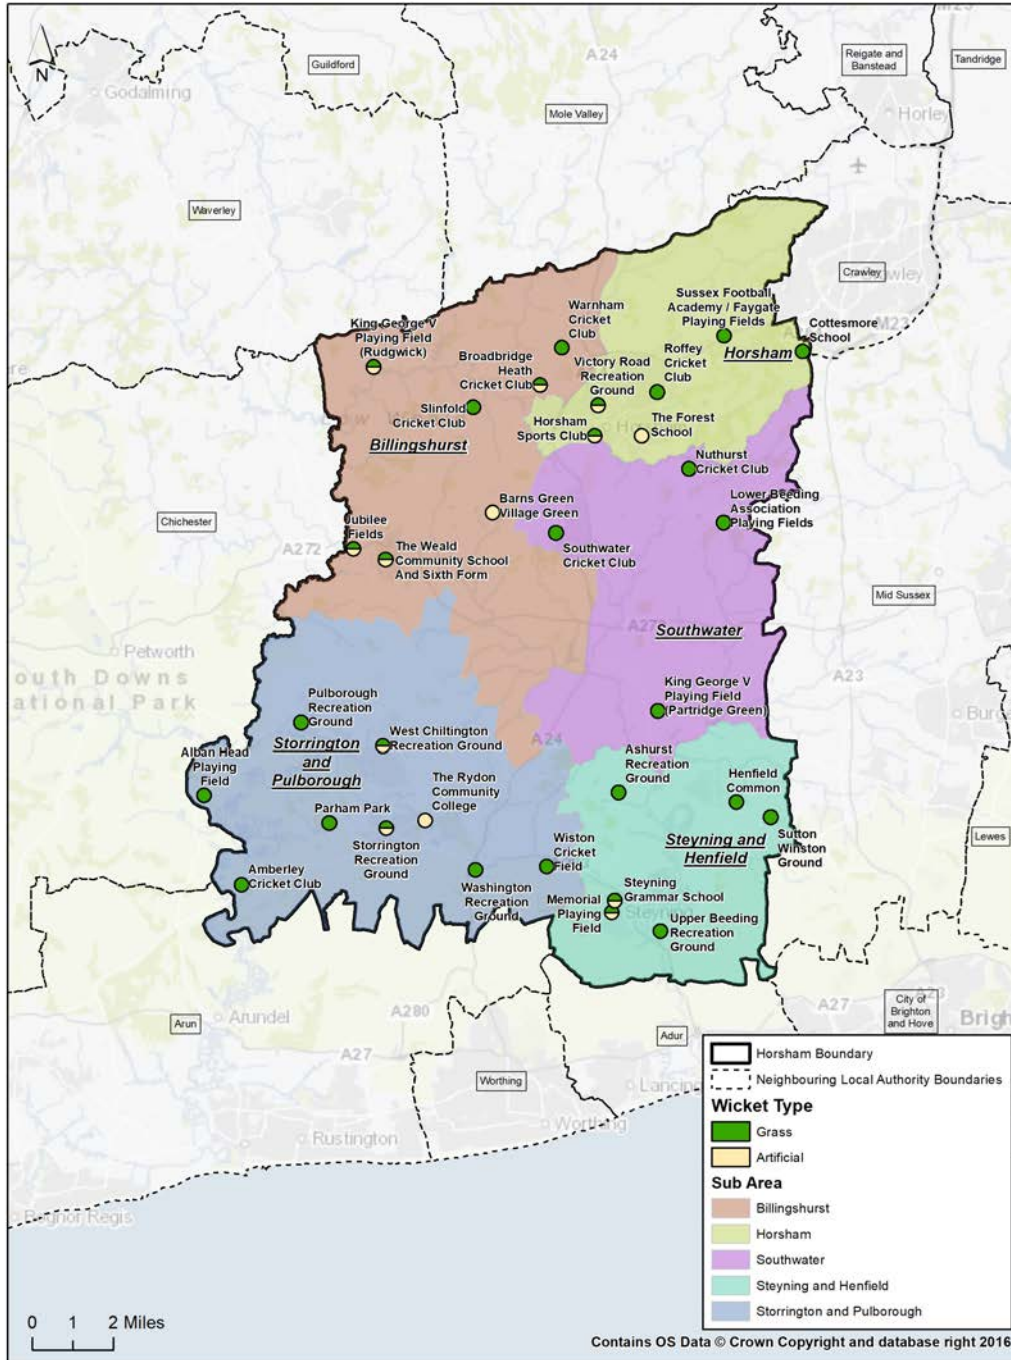 N
Godalming
Guildford
A24
M25
Reigate and
Banstead
Tandridge
Mole Valley
Horley
Waverley
Crawley
M23
Sussex Football
Academy / Faygate
Playing Fields
Cottesmore
School
Horsham
Warnham
Cricket
Club
King George V
Playing Field
(Rudgwick)
Broadbridge
Heath
Cricket Club
Victory Road
Recreation
Ground
Roffey
Cricket
Club
Slinfold
Cricket Club
Horsham
Sports Club
The Forest
School
Billingshurst
Nuthurst
Cricket Club
Barns Green
Village Green
Lower Beeding
Association
Playing Fields
Chichester
A272
Jubilee
Fields
The Weald
Community School
And Sixth Form
Southwater
Cricket Club
Mid Sussex
Southwater
Petworth
outh Downs
ational Park
A23
King George V
Playing Field
(Partridge Green)
Pulborough
Recreation
Ground
West Chiltington
Recreation Ground
A24
Storrington
and
Pulborough
Alban Head
Playing
Field
Ashurst
Recreation
Ground
Henfield
Common
The Rydon
Community
College
Parham Park
Storrington
Recreation
Ground
Steyning and
Henfield
Sutton
Winston
Ground
Lewes
Wiston
Cricket
Field
Amberley
Cricket Club
Washington
Recreation
Ground
Steyning
Grammar School
Memorial
Playing
Field
Steyning
Upper Beeding
Recreation
Ground
Arun
Arundel
A280
A27
City of
Brighton
and Hove
Brigh
Adur
A27
Worthing
Lancing
Rustington
Bognor Regis
Horsham Boundary
Neighbouring Local Authority Boundaries
Wicket Type
Grass
Artificial
Sub Area
Billingshurst
Horsham
Southwater
Steyning and Henfield
Storrington and Pulborough
0 1 2 Miles
Contains OS Data © Crown Copyright and database right 2016